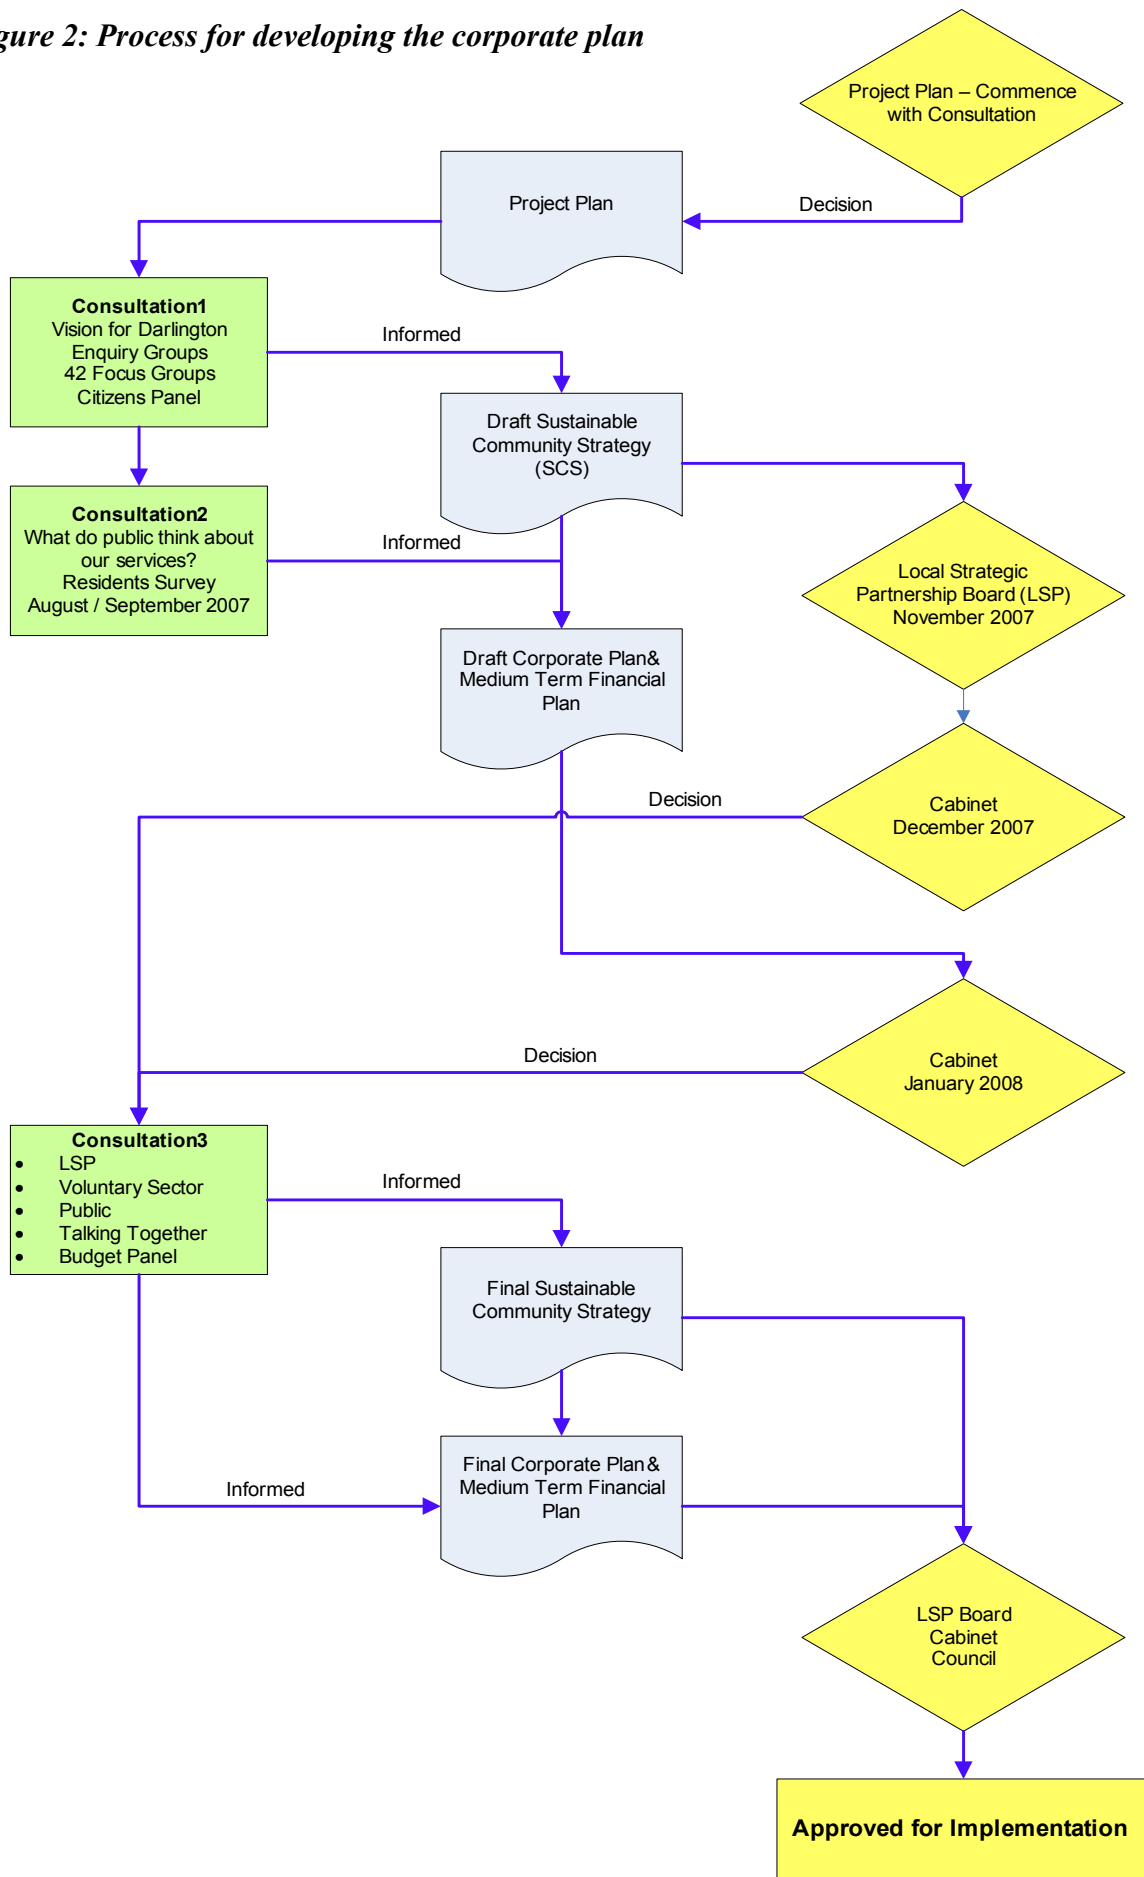 gure 2: Process for developing the corporate plan
Project Plan – Commence
with Consultation
Decision
Project Plan
Consultation1
Vision for Darlington
Enquiry Groups
42 Focus Groups
Citizens Panel
Informed
Draft Sustainable
Community Strategy
(SCS)
Consultation2
What do public think about
our services?
Residents Survey
August / September 2007
Informed
Local Strategic
Partnership Board (LSP)
November 2007
Draft Corporate Plan&
Medium Term Financial
Plan
Decision
Cabinet
December 2007
Decision
Cabinet
January 2008
Consultation3
• LSP
• Voluntary Sector
• Public
• Talking Together
• Budget Panel
Informed
Final Sustainable
Community Strategy
Informed
Final Corporate Plan&
Medium Term Financial
Plan
LSP Board
Cabinet
Council
Approved for Implementation